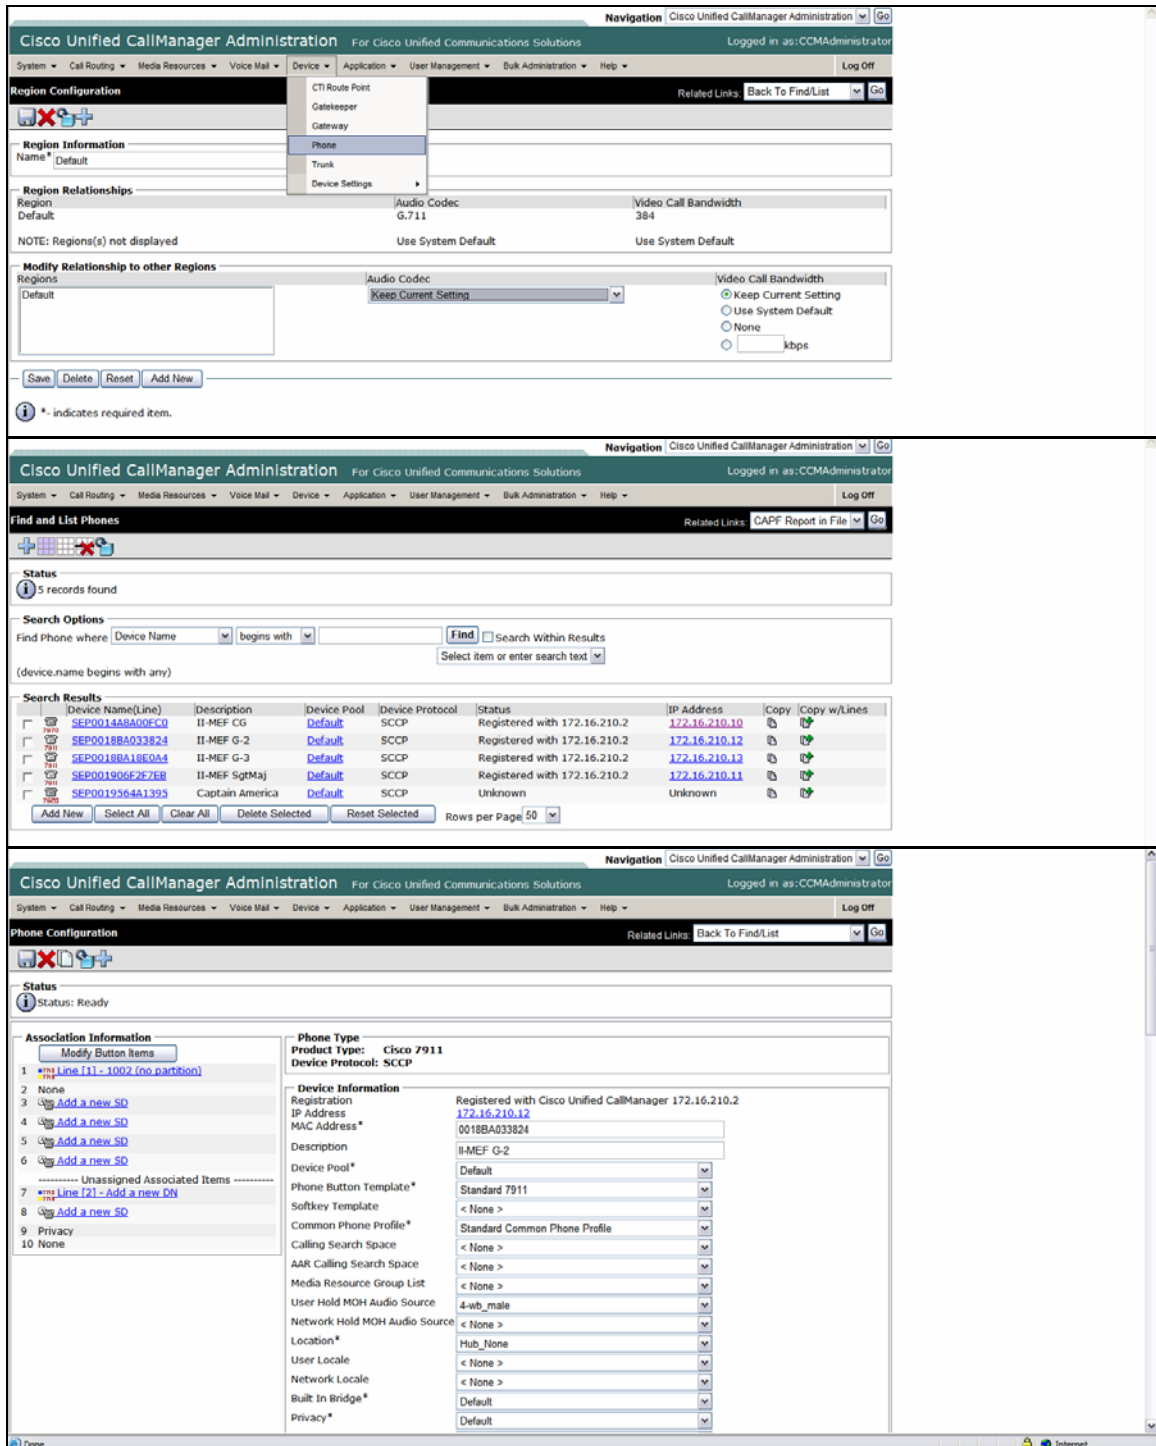 Navigation Cisco Unified CallManager Administration Go
Cisco Unified CallManager Administration For Cisco Unified Communications Solutions Logged in as:CCMAdministrator
System Call Routing Media Resources Voice Mail Device Application User Management Bulk Administration Help Log Off
Region Configuration Related Links: Back To Find/List Go
CTI Route Point
Gatekeeper
Gateway
Phone
Trunk
Device Settings
Region Information
Name* Default
Region Relationships
Region Audio Codec Video Call Bandwidth
Default G.711 384
NOTE: Regions(s) not displayed Use System Default Use System Default
Modify Relationship to other Regions
Regions Audio Codec Video Call Bandwidth
Default Keep Current Setting Keep Current Setting
Use System Default
None
kbps
Save Delete Reset Add New
i *- indicates required item.
Navigation Cisco Unified CallManager Administration Go
Cisco Unified CallManager Administration For Cisco Unified Communications Solutions Logged in as:CCMAdministrator
System Call Routing Media Resources Voice Mail Device Application User Management Bulk Administration Help Log Off
Find and List Phones Related Links: CAPF Report in File Go
Status
i 5 records found
Search Options
Find Phone where Device Name begins with Find Search Within Results
Select item or enter search text
(device.name begins with any)
Search Results
Device Name(Line) Description Device Pool Device Protocol Status IP Address Copy Copy w/Lines
7970 SEP0014A8A00FC0 II-MEF CG Default SCCP Registered with 172.16.210.2 172.16.210.10
7911 SEP0018BA033824 II-MEF G-2 Default SCCP Registered with 172.16.210.2 172.16.210.12
7911 SEP0018BA18E0A4 II-MEF G-3 Default SCCP Registered with 172.16.210.2 172.16.210.13
7911 SEP001906F2F7EB II-MEF SgtMaj Default SCCP Registered with 172.16.210.2 172.16.210.11
SEP0019564A1395 Captain America Default SCCP Unknown Unknown
Add New Select All Clear All Delete Selected Reset Selected Rows per Page 50
Navigation Cisco Unified CallManager Administration Go
Cisco Unified CallManager Administration For Cisco Unified Communications Solutions Logged in as:CCMAdministrator
System Call Routing Media Resources Voice Mail Device Application User Management Bulk Administration Help Log Off
Phone Configuration Related Links: Back To Find/List Go
Status
i Status: Ready
Association Information
Modify Button Items
1 Line [1] - 1002 (no partition)
2 None
3 Add a new SD
4 Add a new SD
5 Add a new SD
6 Add a new SD
---------- Unassigned Associated Items ----------
7 Line [2] - Add a new DN
8 Add a new SD
9 Privacy
10 None
Phone Type
Product Type: Cisco 7911
Device Protocol: SCCP
Device Information
Registration Registered with Cisco Unified CallManager 172.16.210.2
IP Address 172.16.210.12
MAC Address* 0018BA033824
Description II-MEF G-2
Device Pool* Default
Phone Button Template* Standard 7911
Softkey Template < None >
Common Phone Profile* Standard Common Phone Profile
Calling Search Space < None >
AAR Calling Search Space < None >
Media Resource Group List < None >
User Hold MOH Audio Source 4-wb_male
Network Hold MOH Audio Source < None >
Location* Hub_None
User Locale < None >
Network Locale < None >
Built In Bridge* Default
Privacy* Default
Done Internet